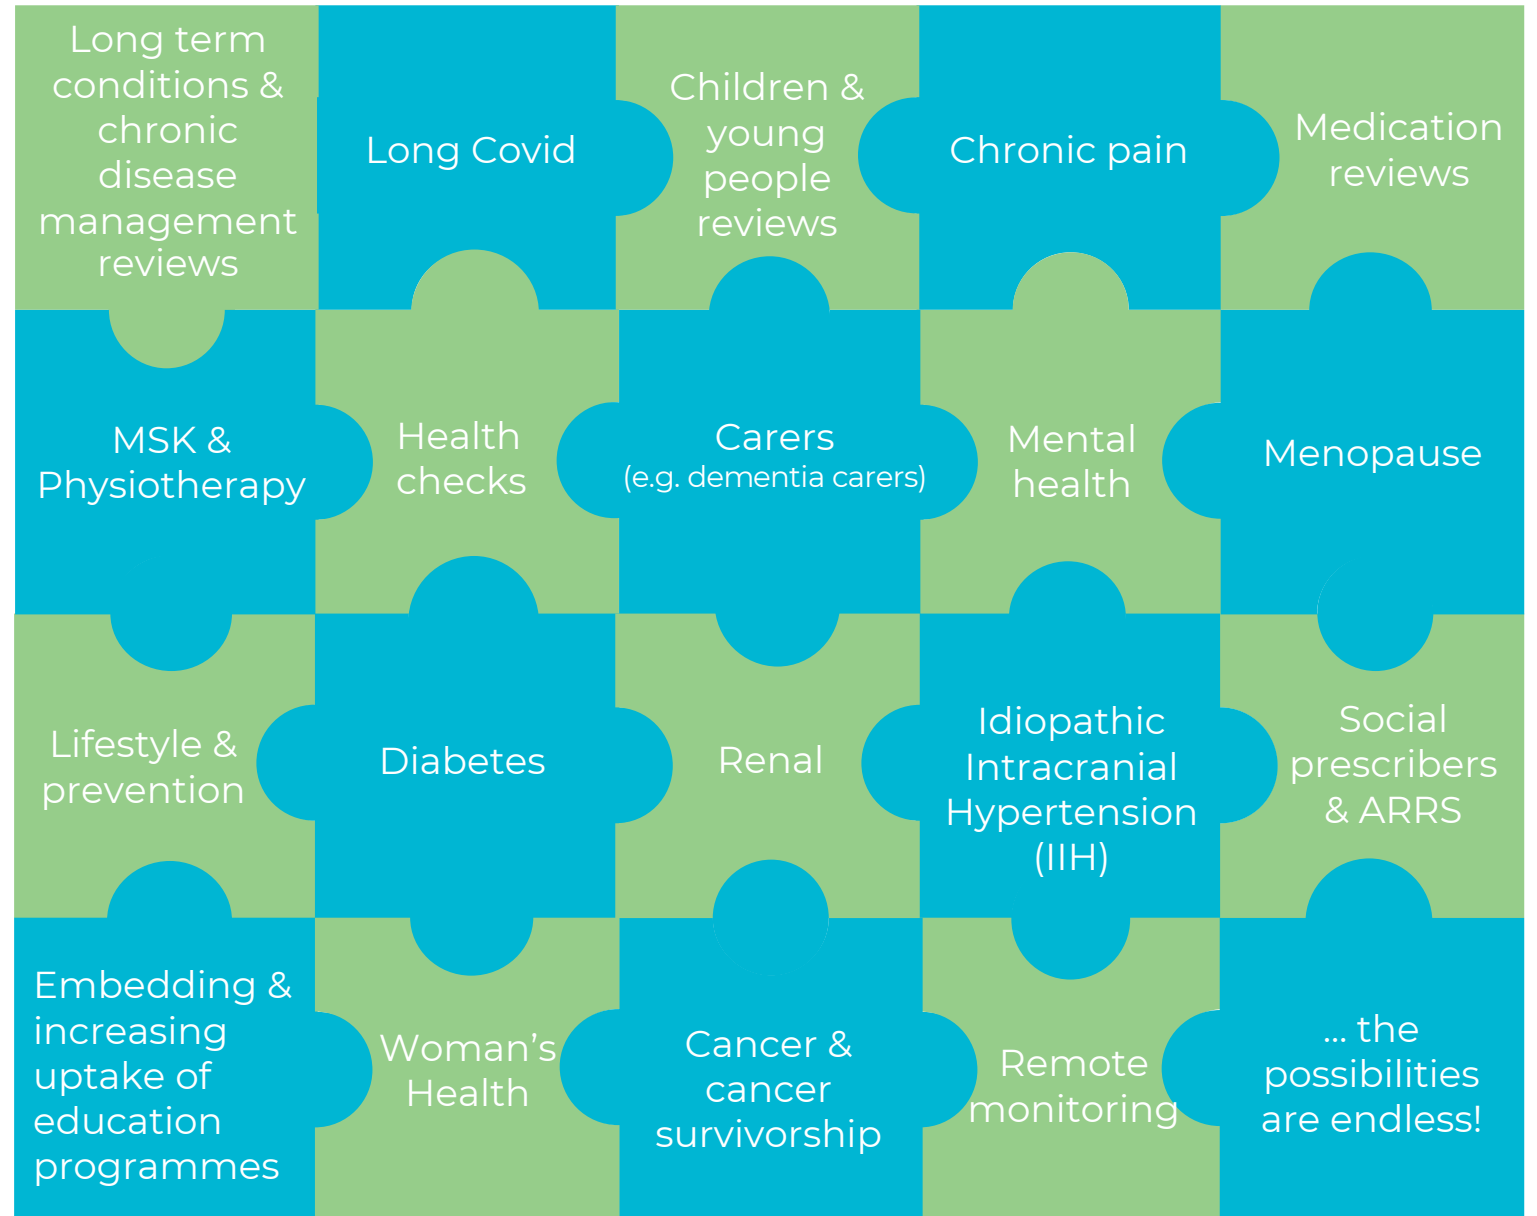 Long term
conditions &
chronic
disease
management
reviews
Long Covid
Children &
young
people
reviews
Chronic pain
Medication
reviews
MSK &
Physiotherapy
Health
checks
Carers
(e.g. dementia carers)
Mental
health
Menopause
Lifestyle &
prevention
Diabetes
Renal
Idiopathic
Intracranial
Hypertension
(IIH)
Social
prescribers
& ARRS
Embedding &
increasing
uptake of
education
programmes
Woman’s
Health
Cancer &
cancer
survivorship
Remote
monitoring
... the
possibilities
are endless!